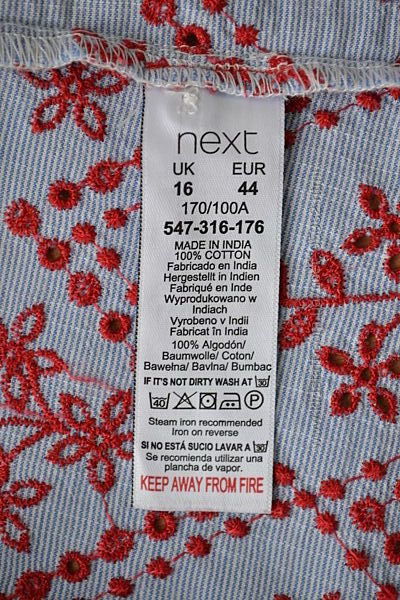 next
UK EUR
16 44
170/100A
547-316-176
MADE IN INDIA
100% COTTON
Fabricado en India
Hergestellt in Indien
Fabriqué en Inde
Wyprodukowano w
Indiach
Vyrobeno v Indii
Fabricat în India
100% Algodón/
Baumwolle/ Coton/
Bawełna/ Bavlna/ Bumbac
IF IT'S NOT DIRTY WASH AT 30
40 P
Steam iron recommended
Iron on reverse
SI NO ESTÁ SUCIO LAVAR A 30
Se recomienda utilizar una
plancha de vapor.
KEEP AWAY FROM FIRE